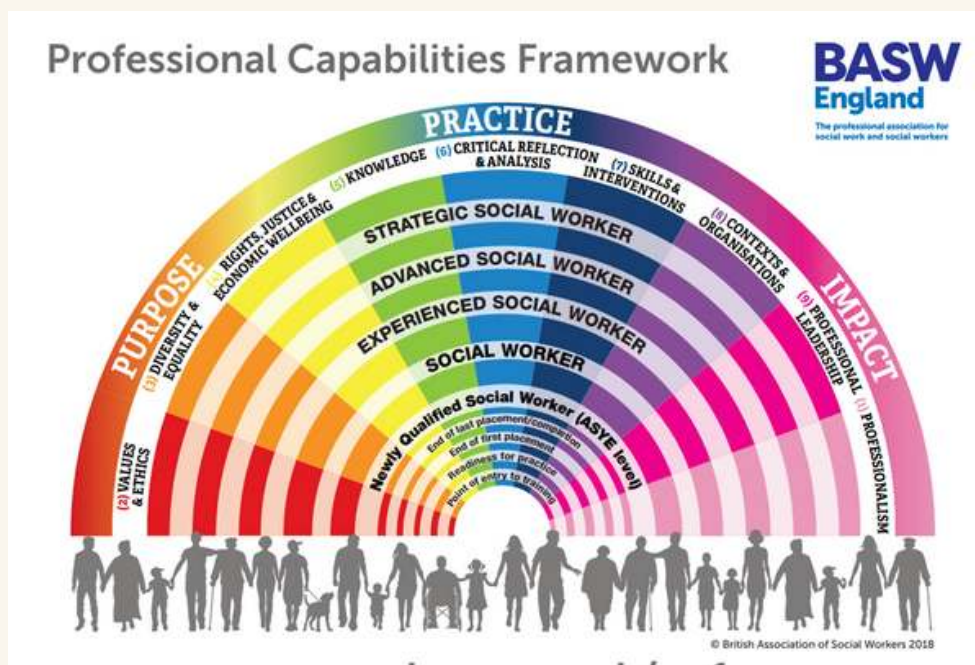 Professional Capabilities Framework
BASW
England
The professional association for
social work and social workers
PURPOSE
PRACTICE
IMPACT
(2) VALUES
& ETHICS
(3) DIVERSITY &
EQUALITY
(4) RIGHTS, JUSTICE &
ECONOMIC WELLBEING
(5) KNOWLEDGE
(6) CRITICAL REFLECTION
& ANALYSIS
(7) SKILLS &
INTERVENTIONS
(8) CONTEXTS &
ORGANISATIONS
(9) PROFESSIONAL
LEADERSHIP
(1) PROFESSIONALISM
STRATEGIC SOCIAL WORKER
ADVANCED SOCIAL WORKER
EXPERIENCED SOCIAL WORKER
SOCIAL WORKER
Newly Qualified Social Worker (ASYE level)
End of last placement/completion
End of first placement
Readiness for practice
Point of entry to training
© British Association of Social Workers 2018